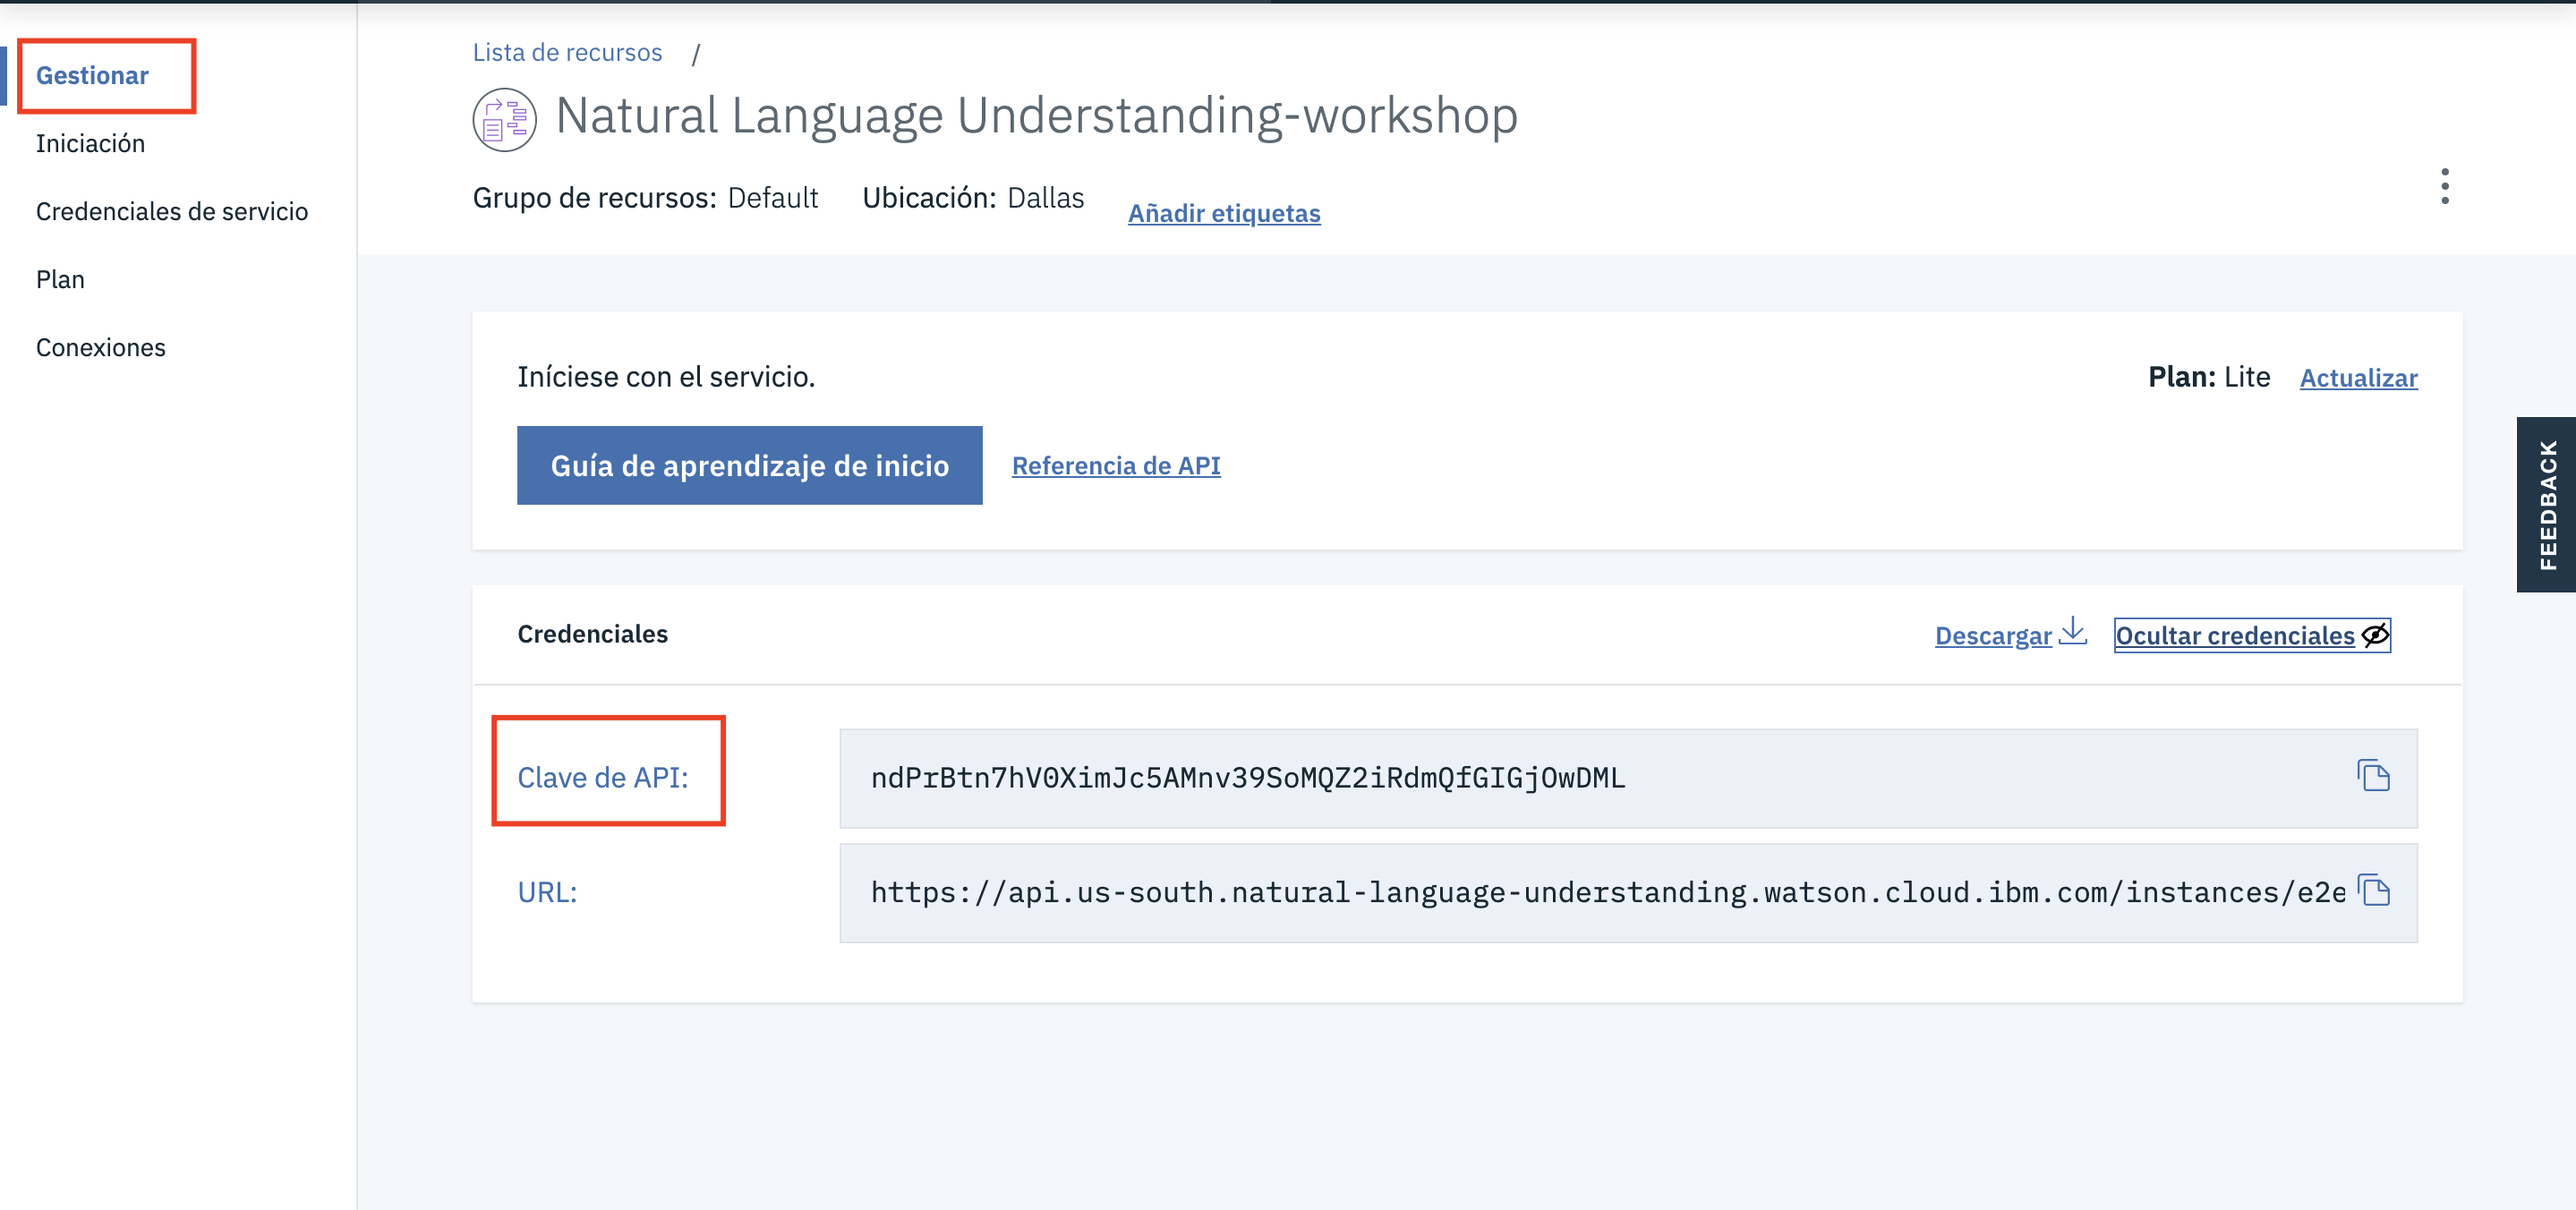 Gestionar
Iniciación
Credenciales de servicio
Plan
Conexiones
Lista de recursos /
Natural Language Understanding-workshop
Grupo de recursos: Default Ubicación: Dallas Añadir etiquetas
Iníciese con el servicio.
Plan: Lite Actualizar
Guía de aprendizaje de inicio Referencia de API
FEEDBACK
Credenciales
Descargar Ocultar credenciales
Clave de API: ndPrBtn7hV0XimJc5AMnv39SoMQZ2iRdmQfGIGjOwDML
URL: https://api.us-south.natural-language-understanding.watson.cloud.ibm.com/instances/e2e